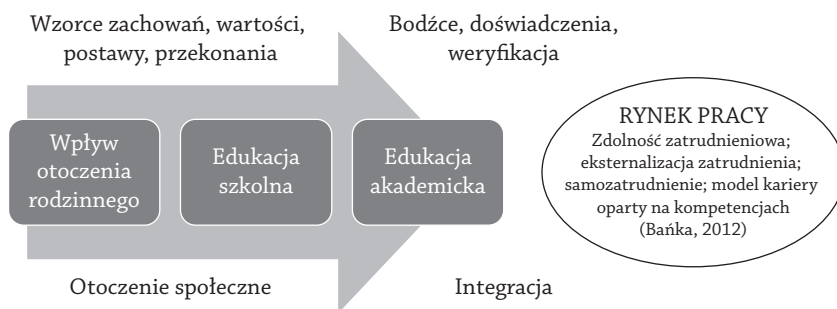 Wzorce zachowań, wartości,
postawy, przekonania
Bodźce, doświadczenia,
weryfikacja
Wpływ
otoczenia
rodzinnego
Edukacja
szkolna
Edukacja
akademicka
RYNEK PRACY
Zdolność zatrudnieniowa;
eksternalizacja zatrudnienia;
samozatrudnienie; model kariery
oparty na kompetencjach
(Bańka, 2012)
Otoczenie społeczne
Integracja